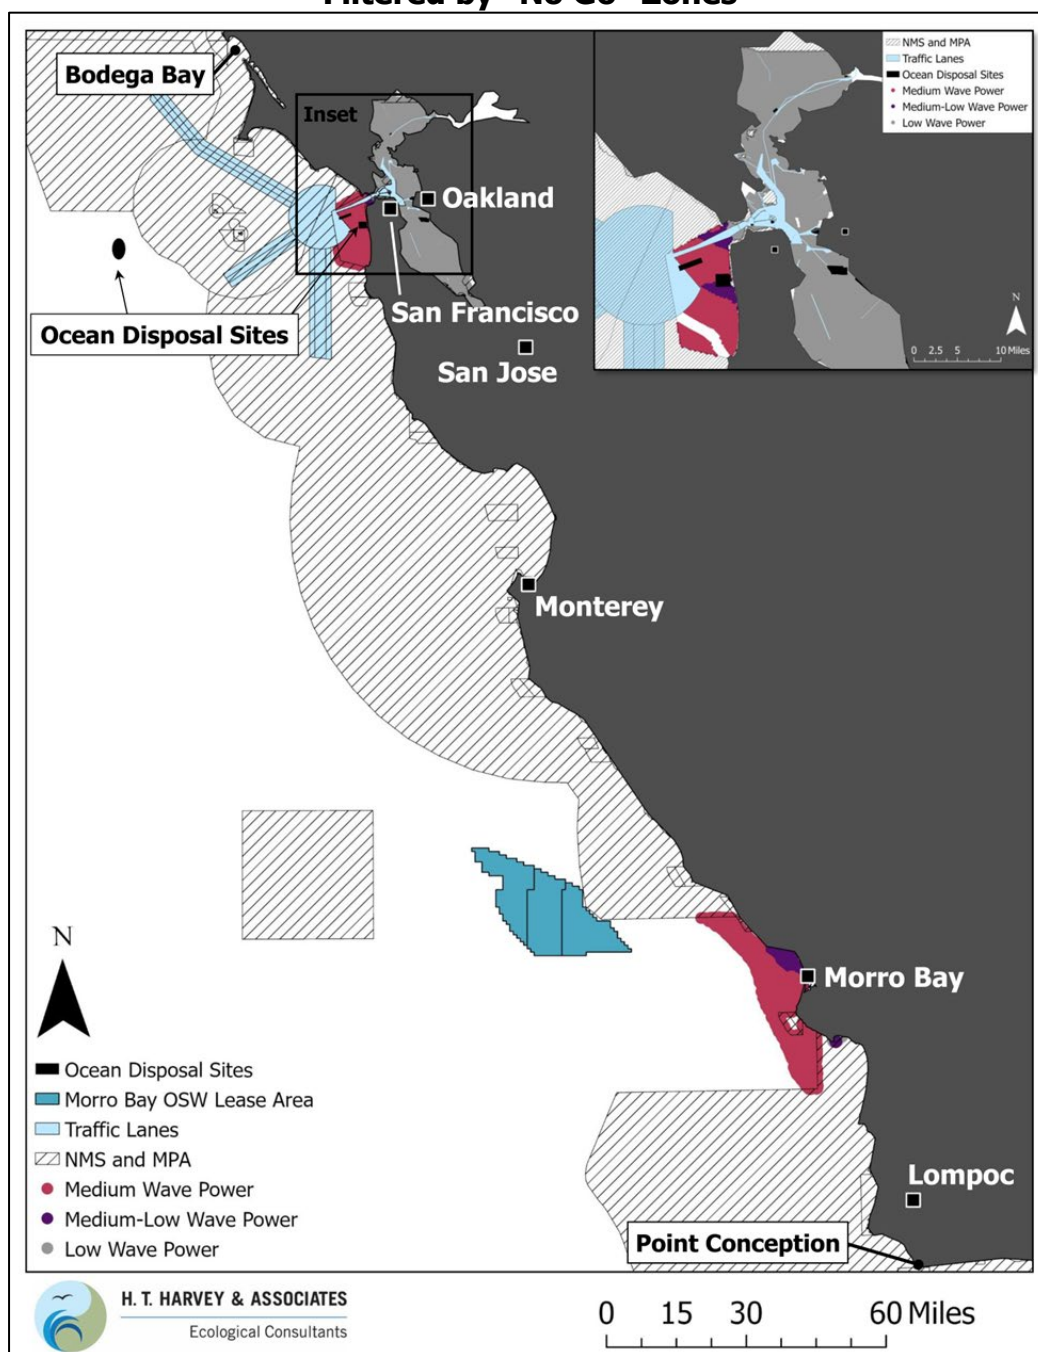 Filtered by "No Go" Zones
Bodega Bay
Inset
Oakland
Ocean Disposal Sites
San Francisco
San Jose
NMS and MPA
Traffic Lanes
Ocean Disposal Sites
Medium Wave Power
Medium-Low Wave Power
Low Wave Power
N
0 2.5 5 10 Miles
Monterey
N
Morro Bay
Ocean Disposal Sites
Morro Bay OSW Lease Area
Traffic Lanes
NMS and MPA
Medium Wave Power
Medium-Low Wave Power
Low Wave Power
Lompoc
Point Conception
H. T. HARVEY & ASSOCIATES
Ecological Consultants
0 15 30 60 Miles